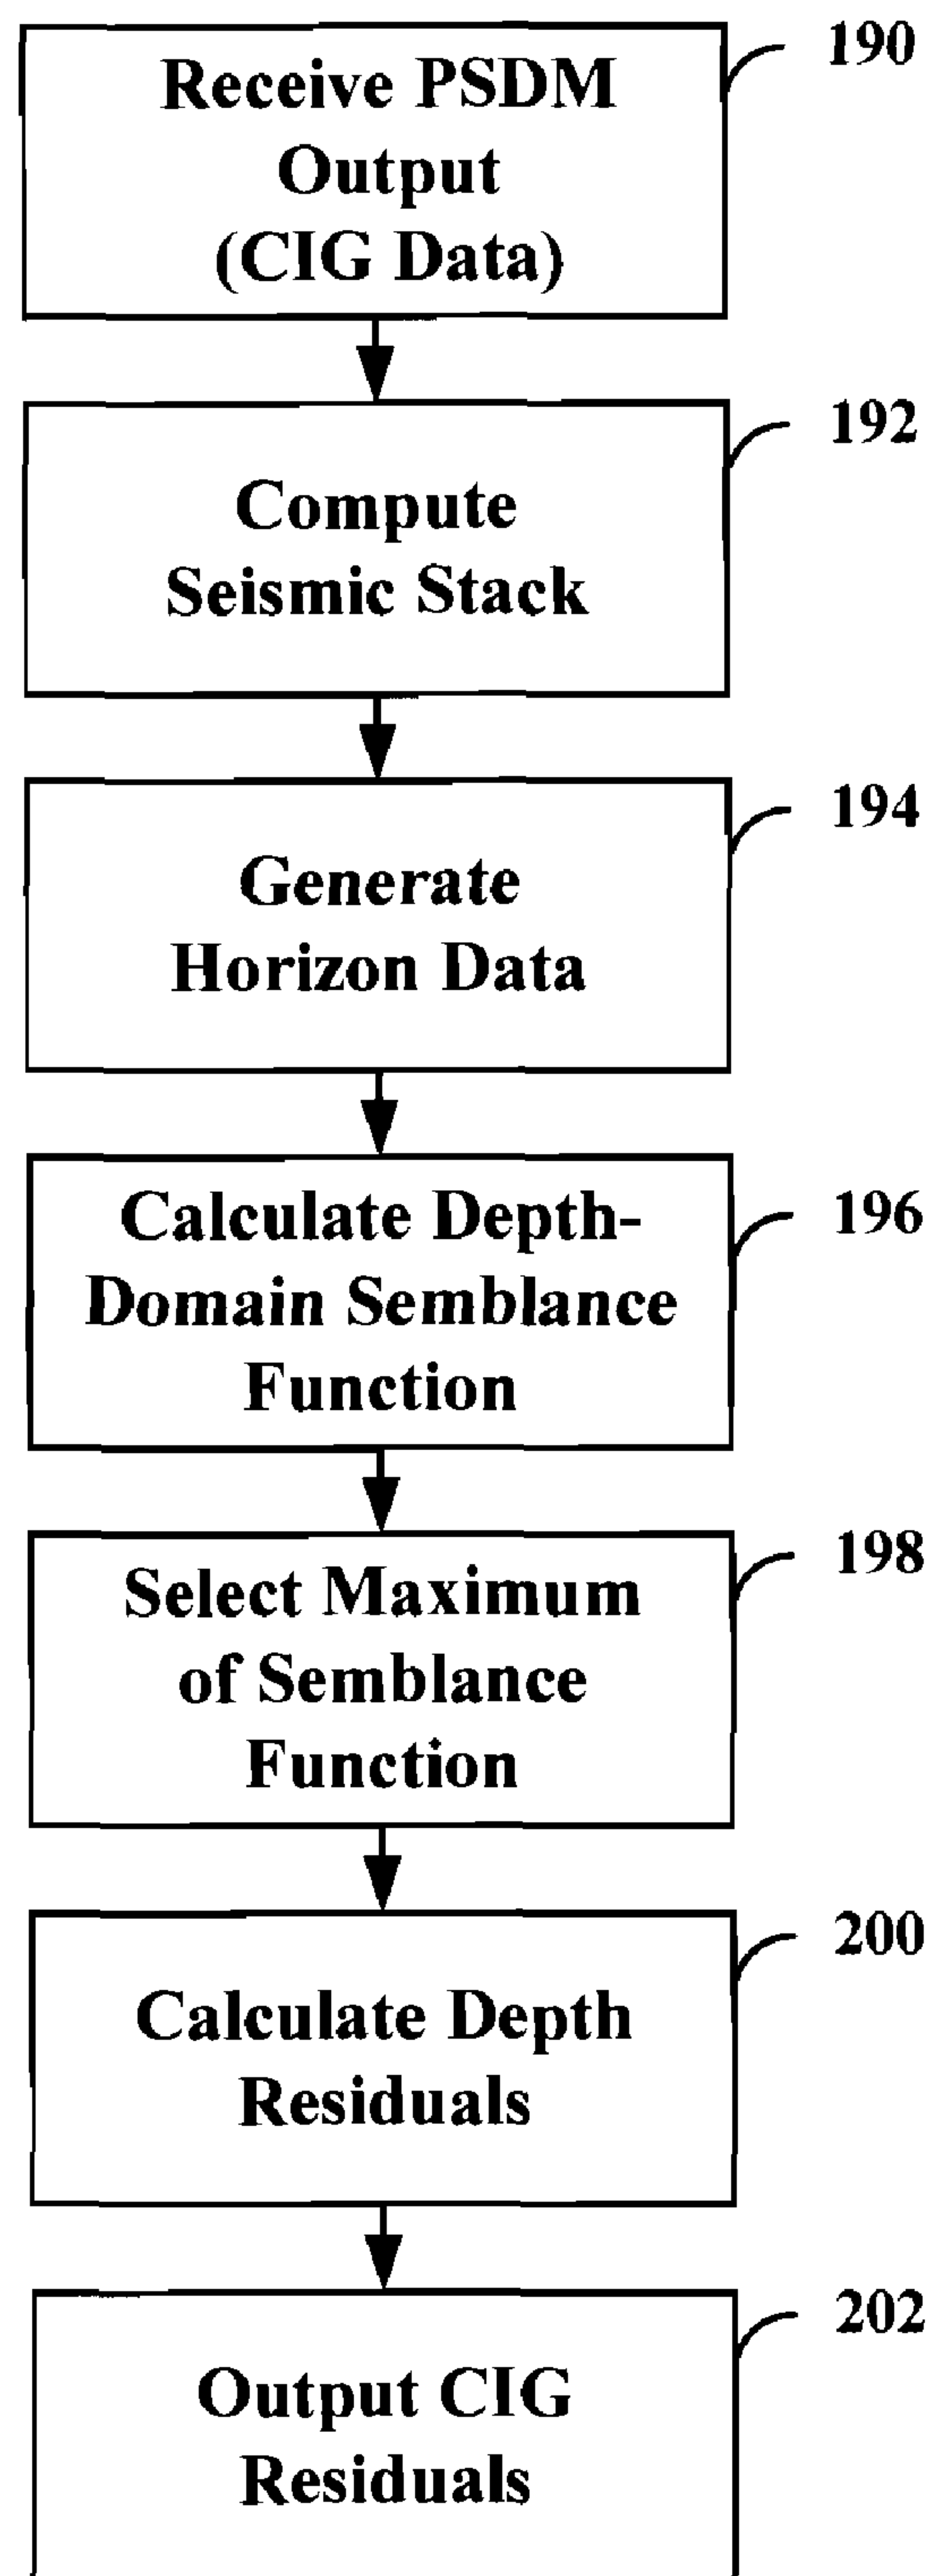 190
Receive PSDM
Output
(CIG Data)
192
Compute
Seismic Stack
194
Generate
Horizon Data
196
Calculate Depth-
Domain Semblance
Function
198
Select Maximum
of Semblance
Function
200
Calculate Depth
Residuals
202
Output CIG
Residuals